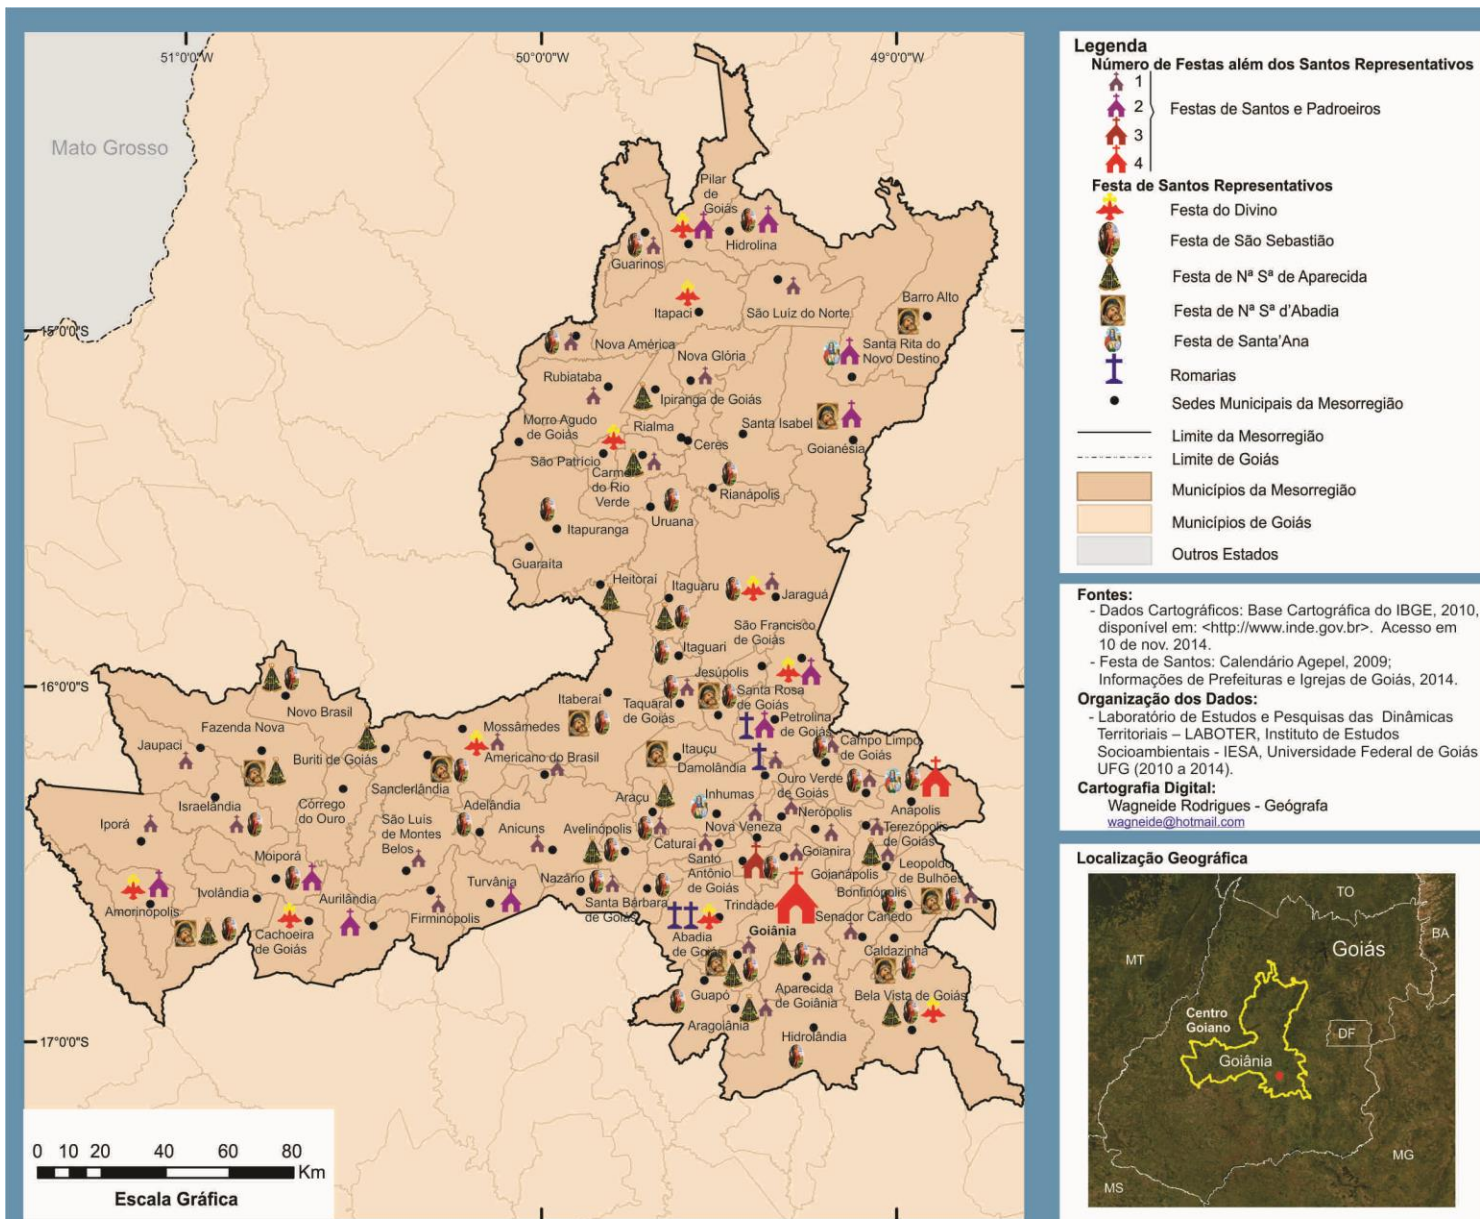 51°0'0"W
50°0'0"W
49°0'0"W
Mato Grosso
Pilar
de
Goiás
Hidrolina
Guarinos
Itapaci
São Luiz do Norte
Barro Alto
15°0'0"S
Nova América
Nova Glória
Santa Rita do
Novo Destino
Rubiataba
Ipiranga de Goiás
Morro Agudo
de Goiás
Rialma
Santa Isabel
Ceres
Goianésia
São Patrício
Carmen
do Rio
Verde
Rianápolis
Uruana
Itapuranga
Guaraíta
Heitoraí
Itaguaru
Jaraguá
São Francisco
de Goiás
Itaguari
Jesúpolis
16°0'0"S
Novo Brasil
Itaberaí
Taquaral
de Goiás
Santa Rosa
de Goiás
Fazenda Nova
Mossâmedes
Petrolina
de Goiás
Jaupaci
Buriti de Goiás
Americano do Brasil
Itauçu
Damolândia
Campo Limpo
de Goiás
Sanclerlândia
Ouro Verde
de Goiás
Israelândia
Córrego
do Ouro
Adelândia
Araçu
Inhumas
Anápolis
Iporá
São Luis
de Montes
Belos
Anicuns
Avelinópolis
Nova Veneza
Nerópolis
Terezópolis
de Goiás
Caturaí
Goianira
Moiporá
Santo
Antônio
de Goiás
Goianápolis
Leopoldo
de Bulhões
Ivolândia
Aurilândia
Turvânia
Nazário
Bonfinópolis
Amorinópolis
Firminópolis
Santa Bárbara
de Goiás
Trindade
Senador Canedo
Cachoeira
de Goiás
Abadia
de Goiás
Goiânia
Caldazinha
Guapó
Aparecida
de Goiânia
Bela Vista de Goiás
Aragoiânia
Hidrolândia
17°0'0"S
0 10 20 40 60 80
Km
Escala Gráfica
Legenda
Número de Festas além dos Santos Representativos
1
2 Festas de Santos e Padroeiros
3
4
Festa de Santos Representativos
Festa do Divino
Festa de São Sebastião
Festa de Nª Sª de Aparecida
Festa de Nª Sª d'Abadia
Festa de Santa'Ana
Romarias
Sedes Municipais da Mesorregião
Limite da Mesorregião
Limite de Goiás
Municípios da Mesorregião
Municípios de Goiás
Outros Estados
Fontes:
- Dados Cartográficos: Base Cartográfica do IBGE, 2010,
disponível em: <http://www.inde.gov.br>. Acesso em
10 de nov. 2014.
- Festa de Santos: Calendário Agepel, 2009;
Informações de Prefeituras e Igrejas de Goiás, 2014.
Organização dos Dados:
- Laboratório de Estudos e Pesquisas das Dinâmicas
Territoriais – LABOTER, Instituto de Estudos
Socioambientais - IESA, Universidade Federal de Goiás
UFG (2010 a 2014).
Cartografia Digital:
Wagneide Rodrigues - Geógrafa
wagneide@hotmail.com
Localização Geográfica
TO
BA
Goiás
MT
Centro
Goiano
DF
Goiânia
MG
MS